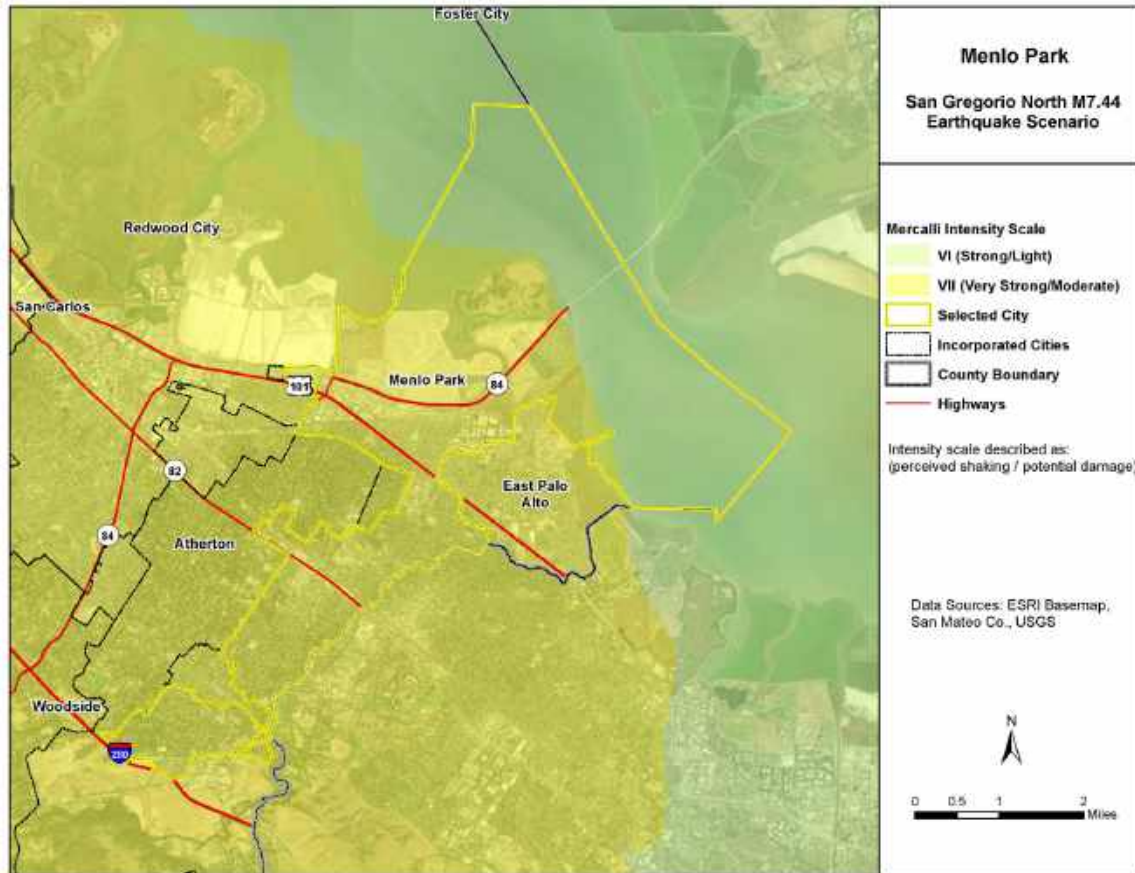 Foster City
Redwood City
San Carlos
101
Menlo Park
84
82
East Palo
Alto
84
Atherton
Woodside
280
Menlo Park
San Gregorio North M7.44
Earthquake Scenario
Mercalli Intensity Scale
VI (Strong/Light)
VII (Very Strong/Moderate)
Selected City
Incorporated Cities
County Boundary
Highways
Intensity scale described as:
(perceived shaking / potential damage)
Data Sources: ESRI Basemap,
San Mateo Co., USGS
N
0 0.5 1 2
Miles